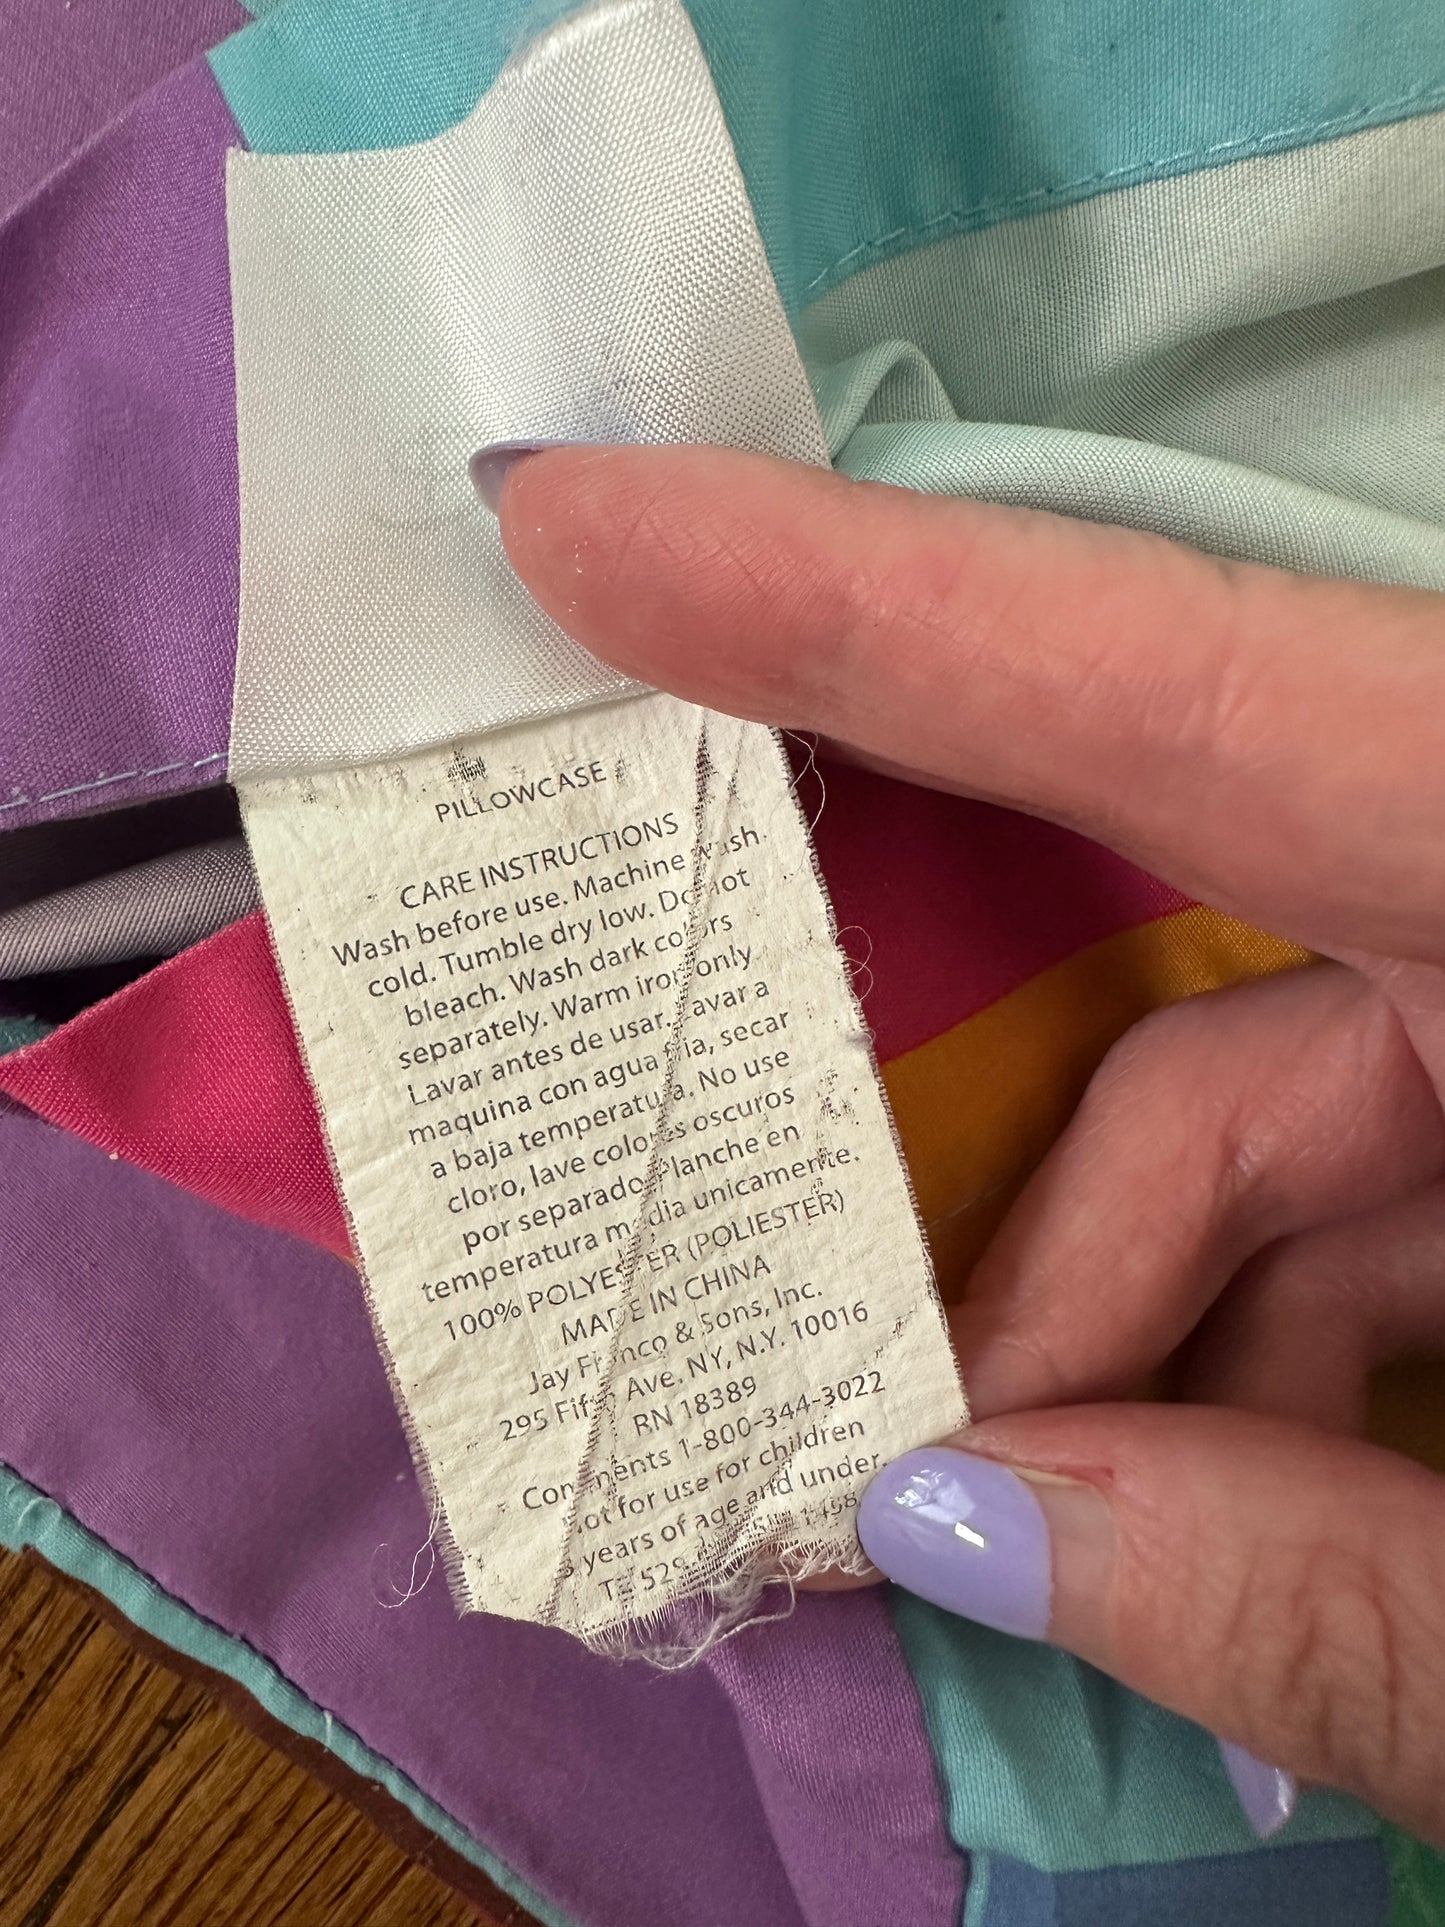 PILLOWCASE
CARE INSTRUCTIONS
Wash before use. Machine wash.
cold. Tumble dry low. Do not
bleach. Wash dark colors
separately. Warm iron only
Lavar antes de usar. Lavar a
maquina con agua fria, secar
a baja temperatura. No use
cloro, lave colores oscuros
por separado. Planche en
temperatura media unicamente.
100% POLYESTER (POLIESTER)
MADE IN CHINA
Jay Franco & Sons, Inc.
295 Fifth Ave. NY, N.Y. 10016
RN 18389
Comments 1-800-344-3022
Not for use for children
years of age and under.